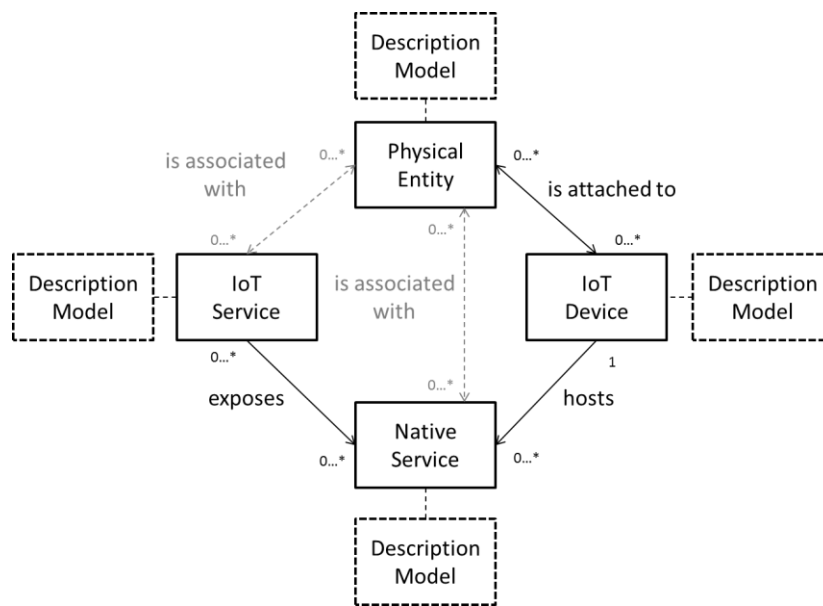 Description
Model
Physical
Entity
0...*
0...*
is associated
with
is attached to
0...*
0...*
0...*
Description
Model
IoT
Service
is associated
with
IoT
Device
Description
Model
0...*
1
exposes
hosts
0...*
Native
Service
0...*
0...*
Description
Model